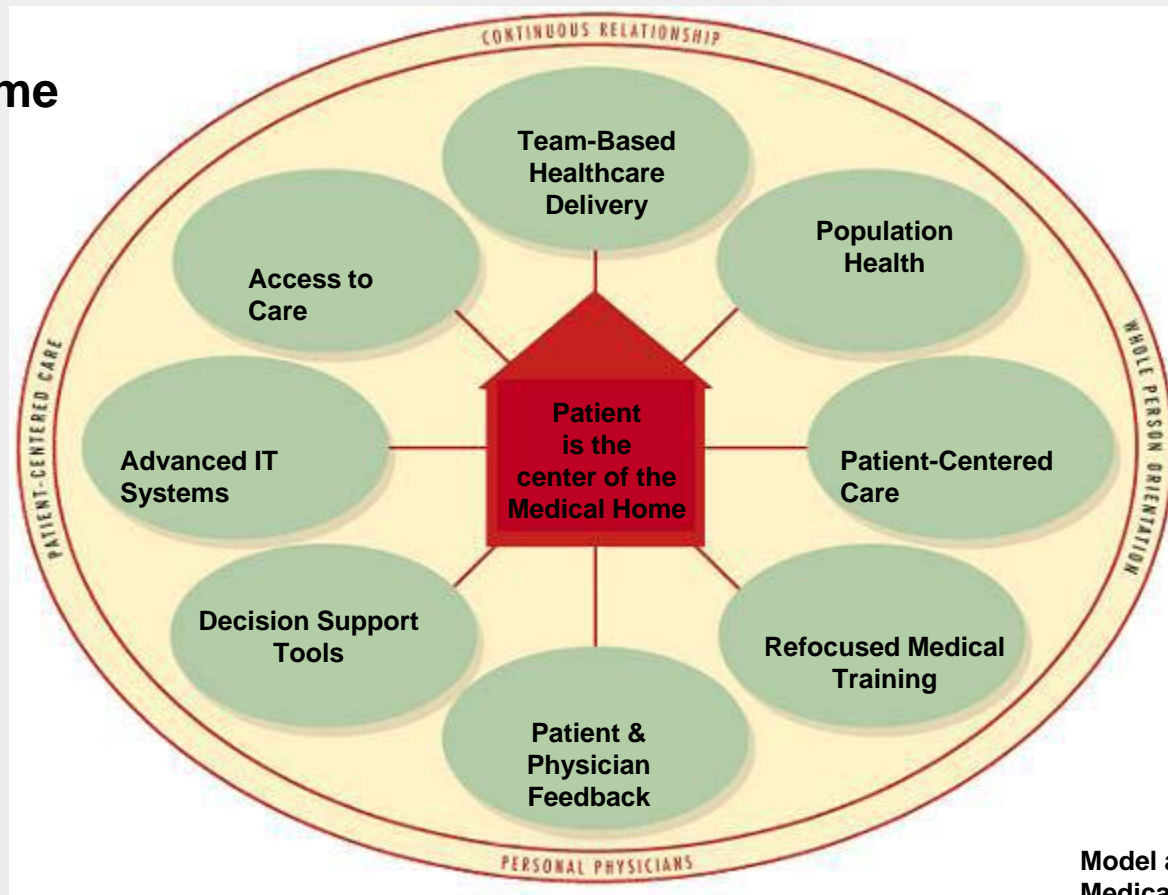 me
CONTINUOUS RELATIONSHIP
Team-Based
Healthcare
Delivery
Population
Health
Access to
Care
WHOLE PERSON ORIENTATION
PATIENT-CENTERED CARE
Patient
is the
center of the
Medical Home
Advanced IT
Systems
Patient-Centered
Care
Decision Support
Tools
Refocused Medical
Training
Patient &
Physician
Feedback
PERSONAL PHYSICIANS
Model a
Medical